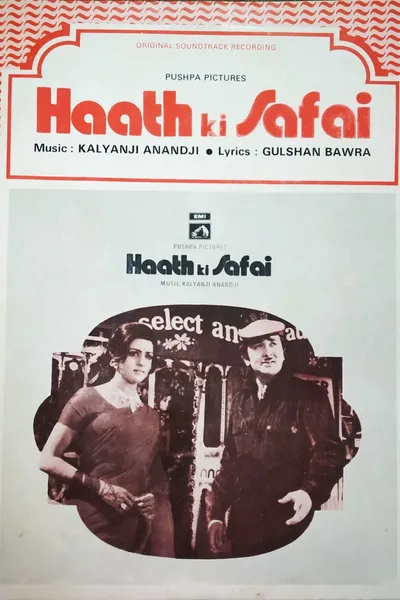 ORIGINAL SOUNDTRACK RECORDING
PUSHPA PICTURES
Haath ki Safai
Music : KALYANJI ANANDJI ● Lyrics : GULSHAN BAWRA
EMI
PUSHPA PICTURES
Haath ki Safai
MUSIC KALYANJI ANANDJI
select an